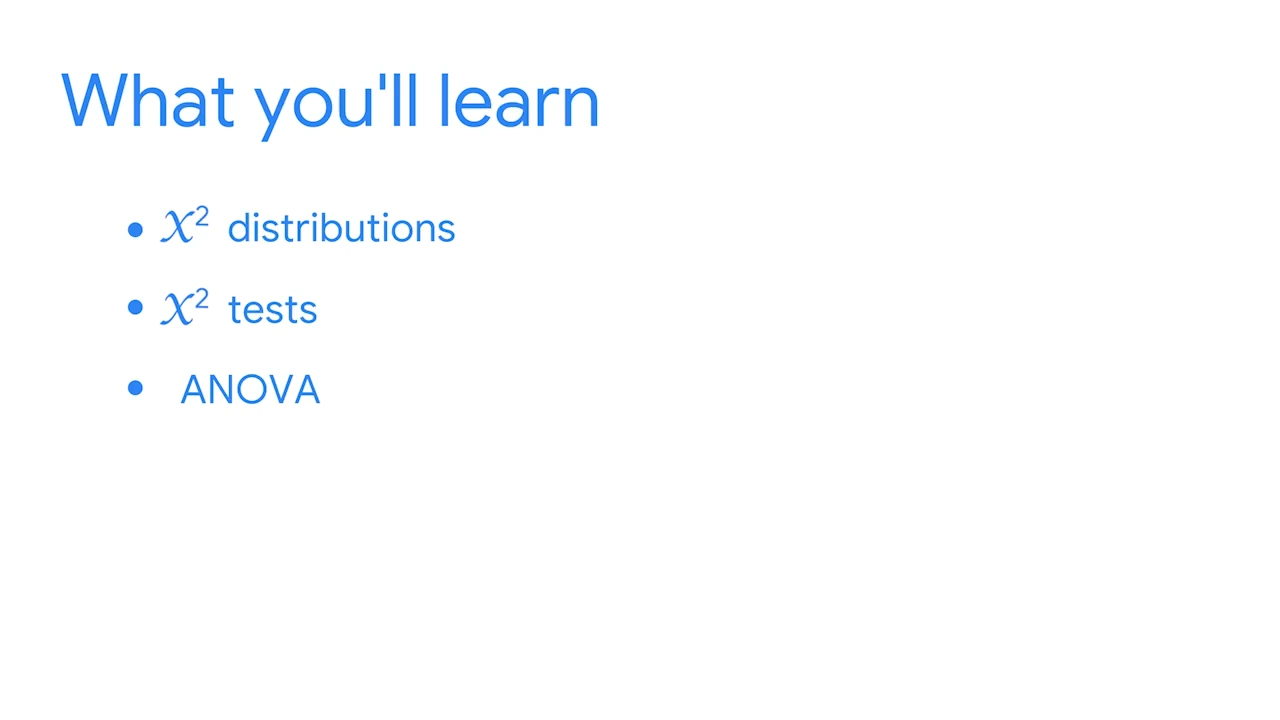 What you'll learn
• 𝒳² distributions
• 𝒳² tests
• ANOVA